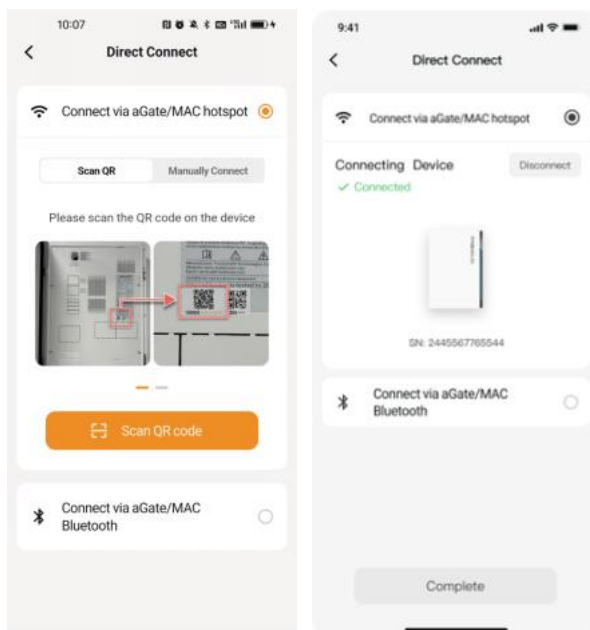 10:07
Direct Connect
Connect via aGate/MAC hotspot
Scan QR
Manually Connect
Please scan the QR code on the device
Scan QR code
Connect via aGate/MAC
Bluetooth
9:41
Direct Connect
Connect via aGate/MAC hotspot
Connecting Device
Disconnect
Connected
SN: 2445567765544
Connect via aGate/MAC
Bluetooth
Complete